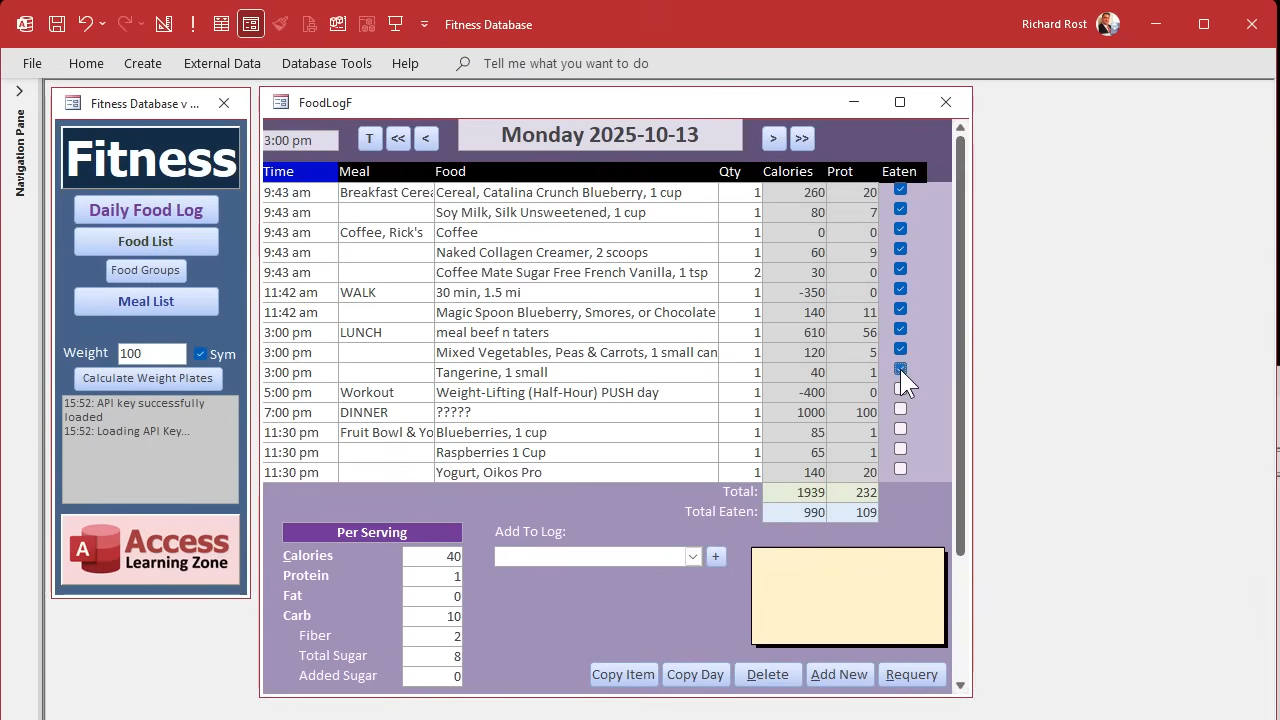 Fitness Database
Richard Rost
File Home Create External Data Database Tools Help Tell me what you want to do
Navigation Pane
Fitness Database v ...
Fitness
Daily Food Log
Food List
Food Groups
Meal List
Weight 100 Sym
Calculate Weight Plates
15:52: API key successfully
loaded
15:52: Loading API Key...
Access
Learning Zone
FoodLogF
3:00 pm T << < Monday 2025-10-13 > >>
Time Meal Food Qty Calories Prot Eaten
9:43 am Breakfast Cerea Cereal, Catalina Crunch Blueberry, 1 cup 1 260 20
9:43 am Soy Milk, Silk Unsweetened, 1 cup 1 80 7
9:43 am Coffee, Rick's Coffee 1 0 0
9:43 am Naked Collagen Creamer, 2 scoops 1 60 9
9:43 am Coffee Mate Sugar Free French Vanilla, 1 tsp 2 30 0
11:42 am WALK 30 min, 1.5 mi 1 -350 0
11:42 am Magic Spoon Blueberry, Smores, or Chocolate 1 140 11
3:00 pm LUNCH meal beef n taters 1 610 56
3:00 pm Mixed Vegetables, Peas & Carrots, 1 small can 1 120 5
3:00 pm Tangerine, 1 small 1 40 1
5:00 pm Workout Weight-Lifting (Half-Hour) PUSH day 1 -400 0
7:00 pm DINNER ????? 1 1000 100
11:30 pm Fruit Bowl & Yo Blueberries, 1 cup 1 85 1
11:30 pm Raspberries 1 Cup 1 65 1
11:30 pm Yogurt, Oikos Pro 1 140 20
Total: 1939 232
Total Eaten: 990 109
Per Serving
Calories 40
Protein 1
Fat 0
Carb 10
Fiber 2
Total Sugar 8
Added Sugar 0
Add To Log:
+
Copy Item Copy Day Delete Add New Requery